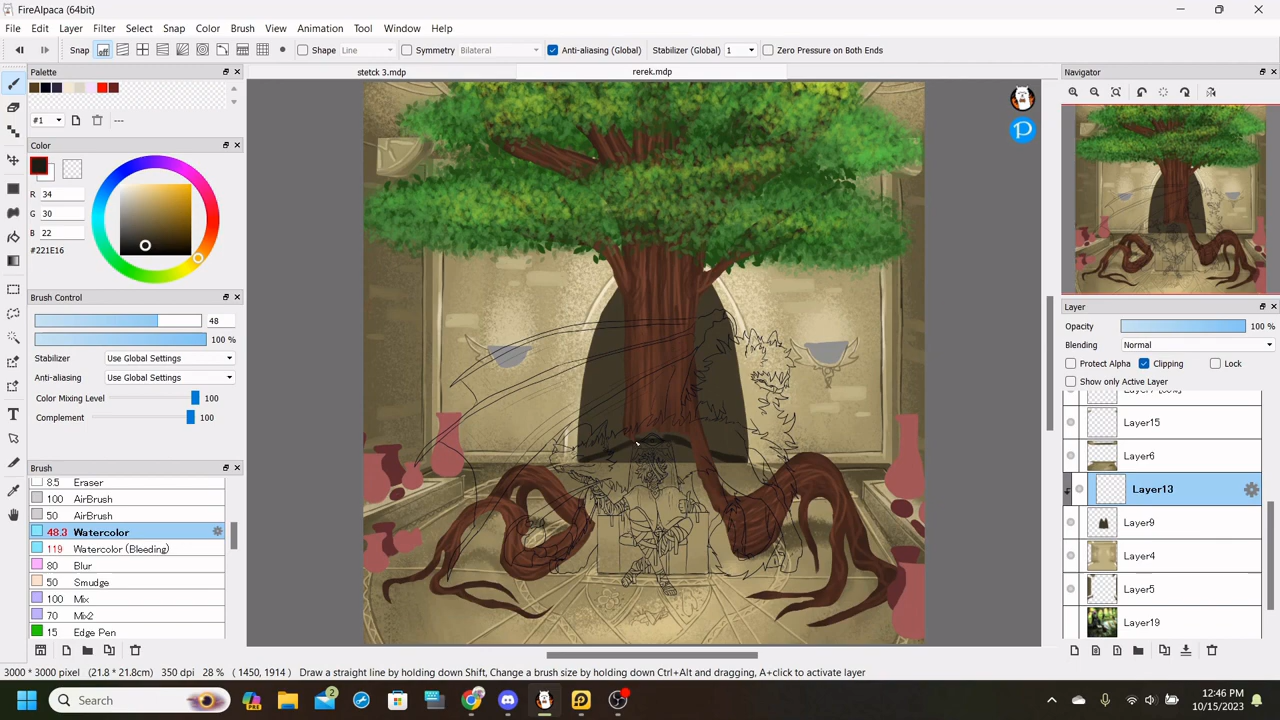 FireAlpaca (64bit)
File Edit Layer Filter Select Snap Color Brush View Animation Tool Window Help
Snap off Shape Line Symmetry Bilateral Anti-aliasing (Global) Stabilizer (Global) 1 Zero Pressure on Both Ends
Palette
stetck 3.mdp rerek.mdp
Navigator
#1 ---
Color
R 34
G 30
B 22
#221E16
Brush Control
48
100 %
Stabilizer Use Global Settings
Anti-aliasing Use Global Settings
Color Mixing Level 100
Complement 100
Brush
8.5 Eraser
100 AirBrush
50 AirBrush
48.3 Watercolor
119 Watercolor (Bleeding)
80 Blur
50 Smudge
100 Mix
70 Mix2
15 Edge Pen
Layer
Opacity 100 %
Blending Normal
Protect Alpha Clipping Lock
Show only Active Layer
Layer15
Layer6
Layer13
Layer9
Layer4
Layer5
Layer19
3000 * 3000 pixel (21.8 * 21.8cm) 350 dpi 28 % ( 1450, 1914 ) Draw a straight line by holding down Shift, Change a brush size by holding down Ctrl+Alt and dragging, A+click to activate layer
Search
PRE
2
12:46 PM
10/15/2023